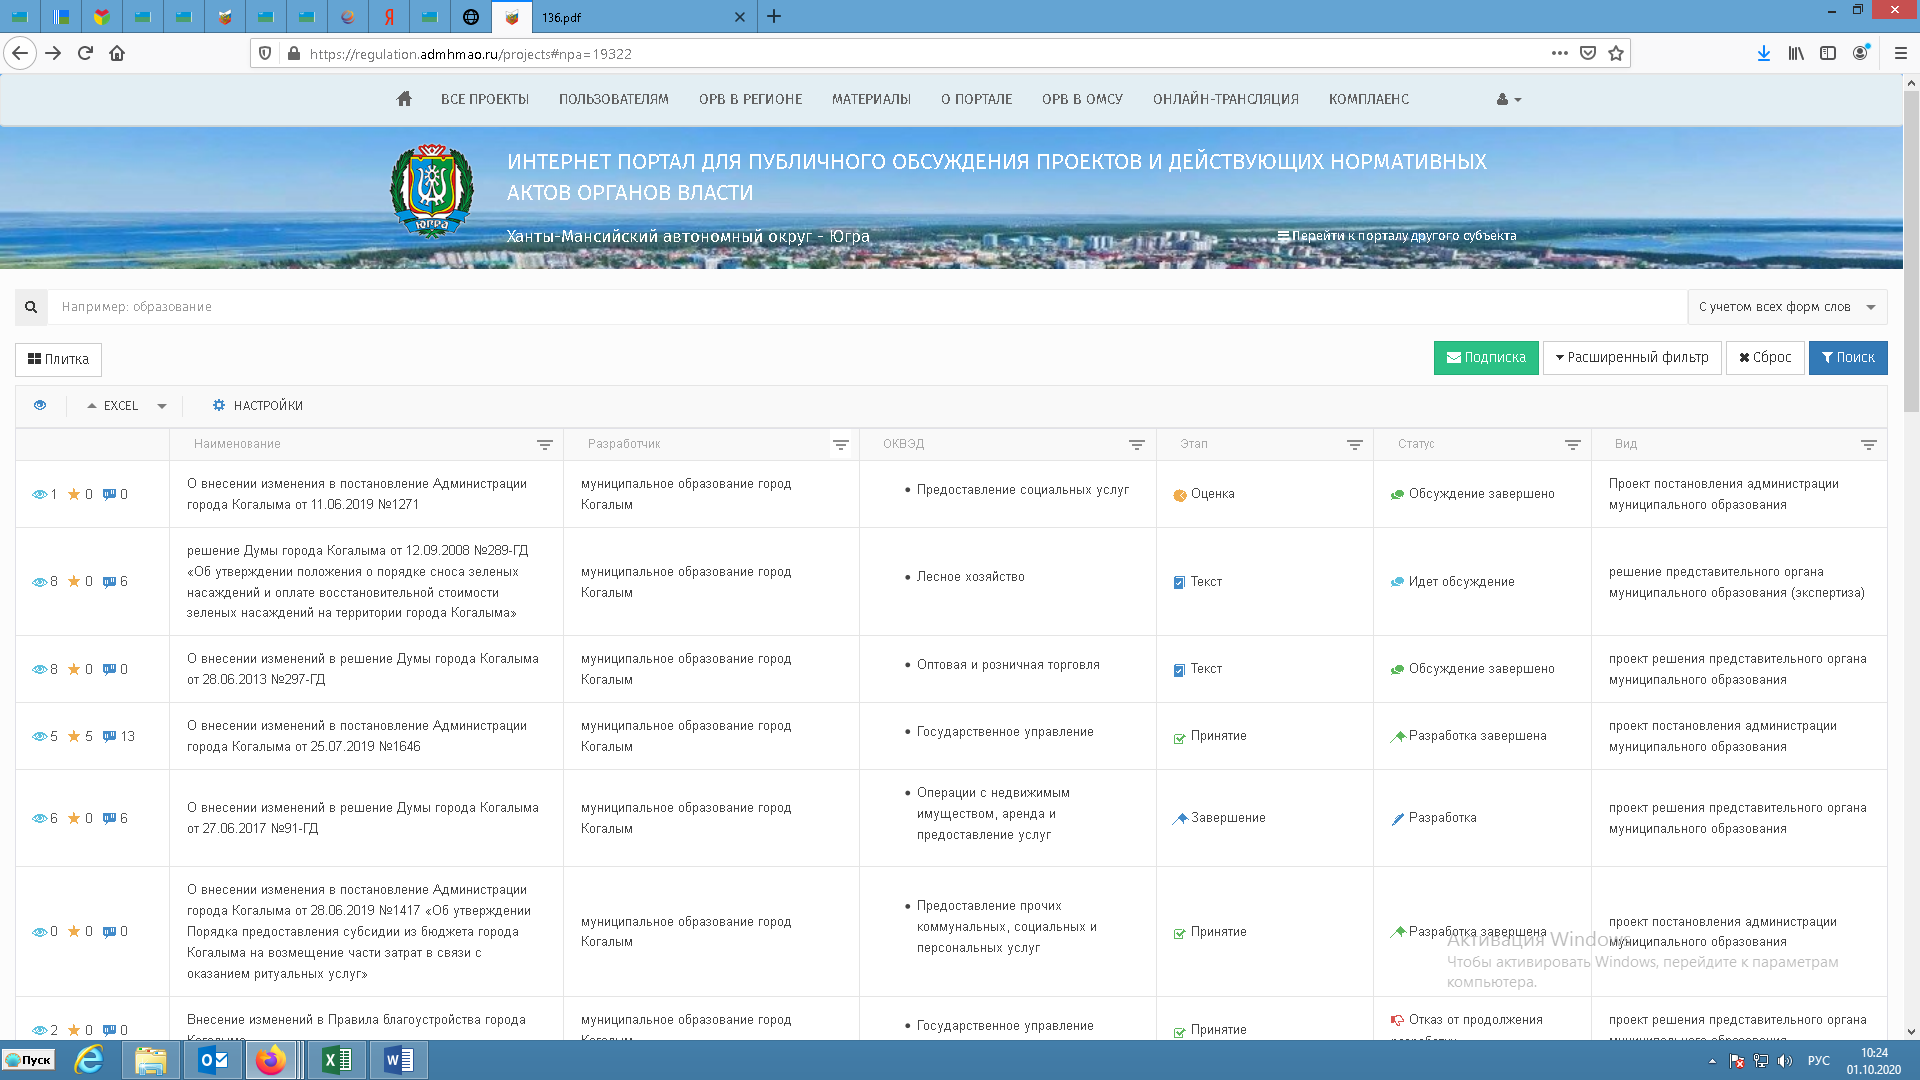 136.pdf
https://regulation.admhmao.ru/projects#npa=19322
ВСЕ ПРОЕКТЫ ПОЛЬЗОВАТЕЛЯМ ОРВ В РЕГИОНЕ МАТЕРИАЛЫ О ПОРТАЛЕ ОРВ В ОМСУ ОНЛАЙН-ТРАНСЛЯЦИЯ КОМПЛАЕНС
ИНТЕРНЕТ ПОРТАЛ ДЛЯ ПУБЛИЧНОГО ОБСУЖДЕНИЯ ПРОЕКТОВ И ДЕЙСТВУЮЩИХ НОРМАТИВНЫХ
АКТОВ ОРГАНОВ ВЛАСТИ
ЮГРА
Ханты-Мансийский автономный округ - Югра
Перейти к порталу другого субъекта
Например: образование
С учетом всех форм слов
Плитка
Подписка Расширенный фильтр Сброс Поиск
EXCEL НАСТРОЙКИ
Наименование Разработчик ОКВЭД Этап Статус Вид
1 0 0
О внесении изменения в постановление Администрации
города Когалыма от 11.06.2019 №1271
муниципальное образование город
Когалым
Предоставление социальных услуг
Оценка
Обсуждение завершено
Проект постановления администрации
муниципального образования
8 0 6
решение Думы города Когалыма от 12.09.2008 №289-ГД
«Об утверждении положения о порядке сноса зеленых
насаждений и оплате восстановительной стоимости
зеленых насаждений на территории города Когалыма»
муниципальное образование город
Когалым
Лесное хозяйство
Текст
Идет обсуждение
решение представительного органа
муниципального образования (экспертиза)
8 0 0
О внесении изменений в решение Думы города Когалыма
от 28.06.2013 №297-ГД
муниципальное образование город
Когалым
Оптовая и розничная торговля
Текст
Обсуждение завершено
проект решения представительного органа
муниципального образования
5 5 13
О внесении изменений в постановление Администрации
города Когалыма от 25.07.2019 №1646
муниципальное образование город
Когалым
Государственное управление
Принятие
Разработка завершена
проект постановления администрации
муниципального образования
6 0 6
О внесении изменений в решение Думы города Когалыма
от 27.06.2017 №91-ГД
муниципальное образование город
Когалым
Операции с недвижимым
имуществом, аренда и
предоставление услуг
Завершение
Разработка
проект решения представительного органа
муниципального образования
0 0 0
О внесении изменения в постановление Администрации
города Когалыма от 28.06.2019 №1417 «Об утверждении
Порядка предоставления субсидии из бюджета города
Когалыма на возмещение части затрат в связи с
оказанием ритуальных услуг»
муниципальное образование город
Когалым
Предоставление прочих
коммунальных, социальных и
персональных услуг
Принятие
Разработка завершена
проект постановления администрации
муниципального образования
Активация Windows
Чтобы активировать Windows, перейдите к параметрам
компьютера.
2 0 0
Внесение изменений в Правила благоустройства города
Когалыма
муниципальное образование город
Когалым
Государственное управление
Принятие
Отказ от продолжения
разработки
проект решения представительного органа
муниципального образования
Пуск
РУС
10:24
01.10.2020